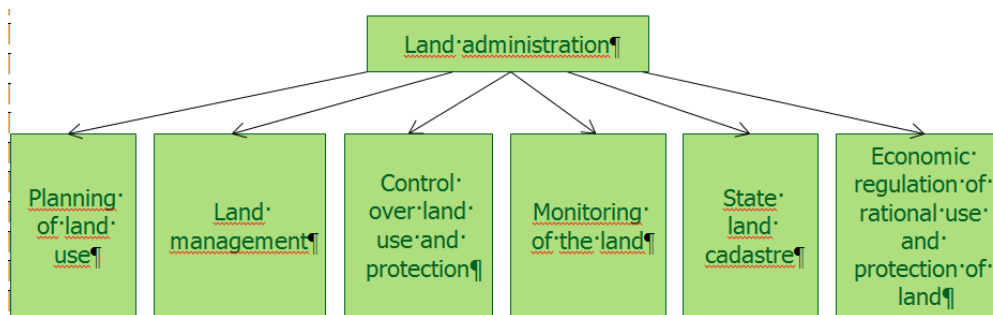 Land·administration¶
Planning·
of·land·
use¶
Land·
management¶
Control·
over·land·
use·and·
protection¶
Monitoring·
of·the·land¶
State·
land·
cadastre¶
Economic·
regulation·of·
rational·use·
and·
protection·of·
land¶